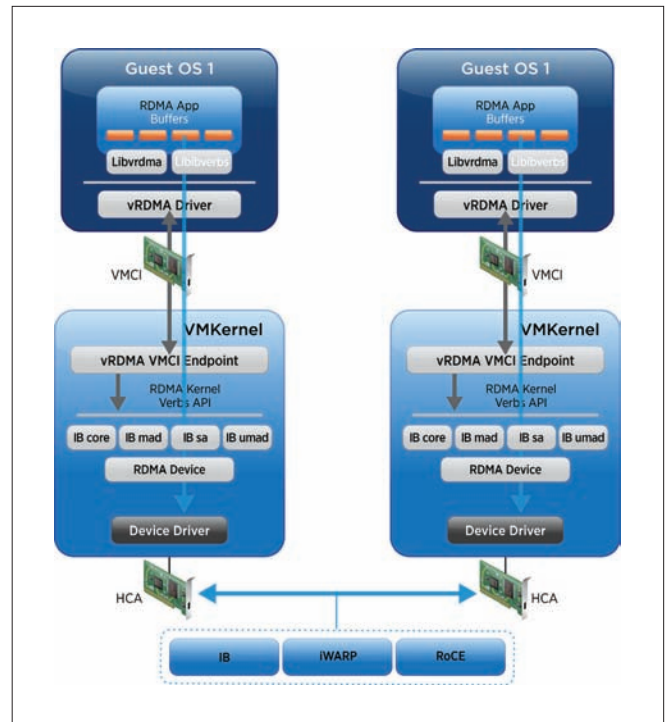 Guest OS 1
RDMA App
Buffers
Libvrdma
Libibverbs
vRDMA Driver
VMCI
VMKernel
vRDMA VMCI Endpoint
RDMA Kernel
Verbs API
IB core
IB mad
IB sa
IB umad
RDMA Device
Device Driver
HCA
Guest OS 1
RDMA App
Buffers
Libvrdma
Libibverbs
vRDMA Driver
VMCI
VMKernel
vRDMA VMCI Endpoint
RDMA Kernel
Verbs API
IB core
IB mad
IB sa
IB umad
RDMA Device
Device Driver
HCA
IB
iWARP
RoCE